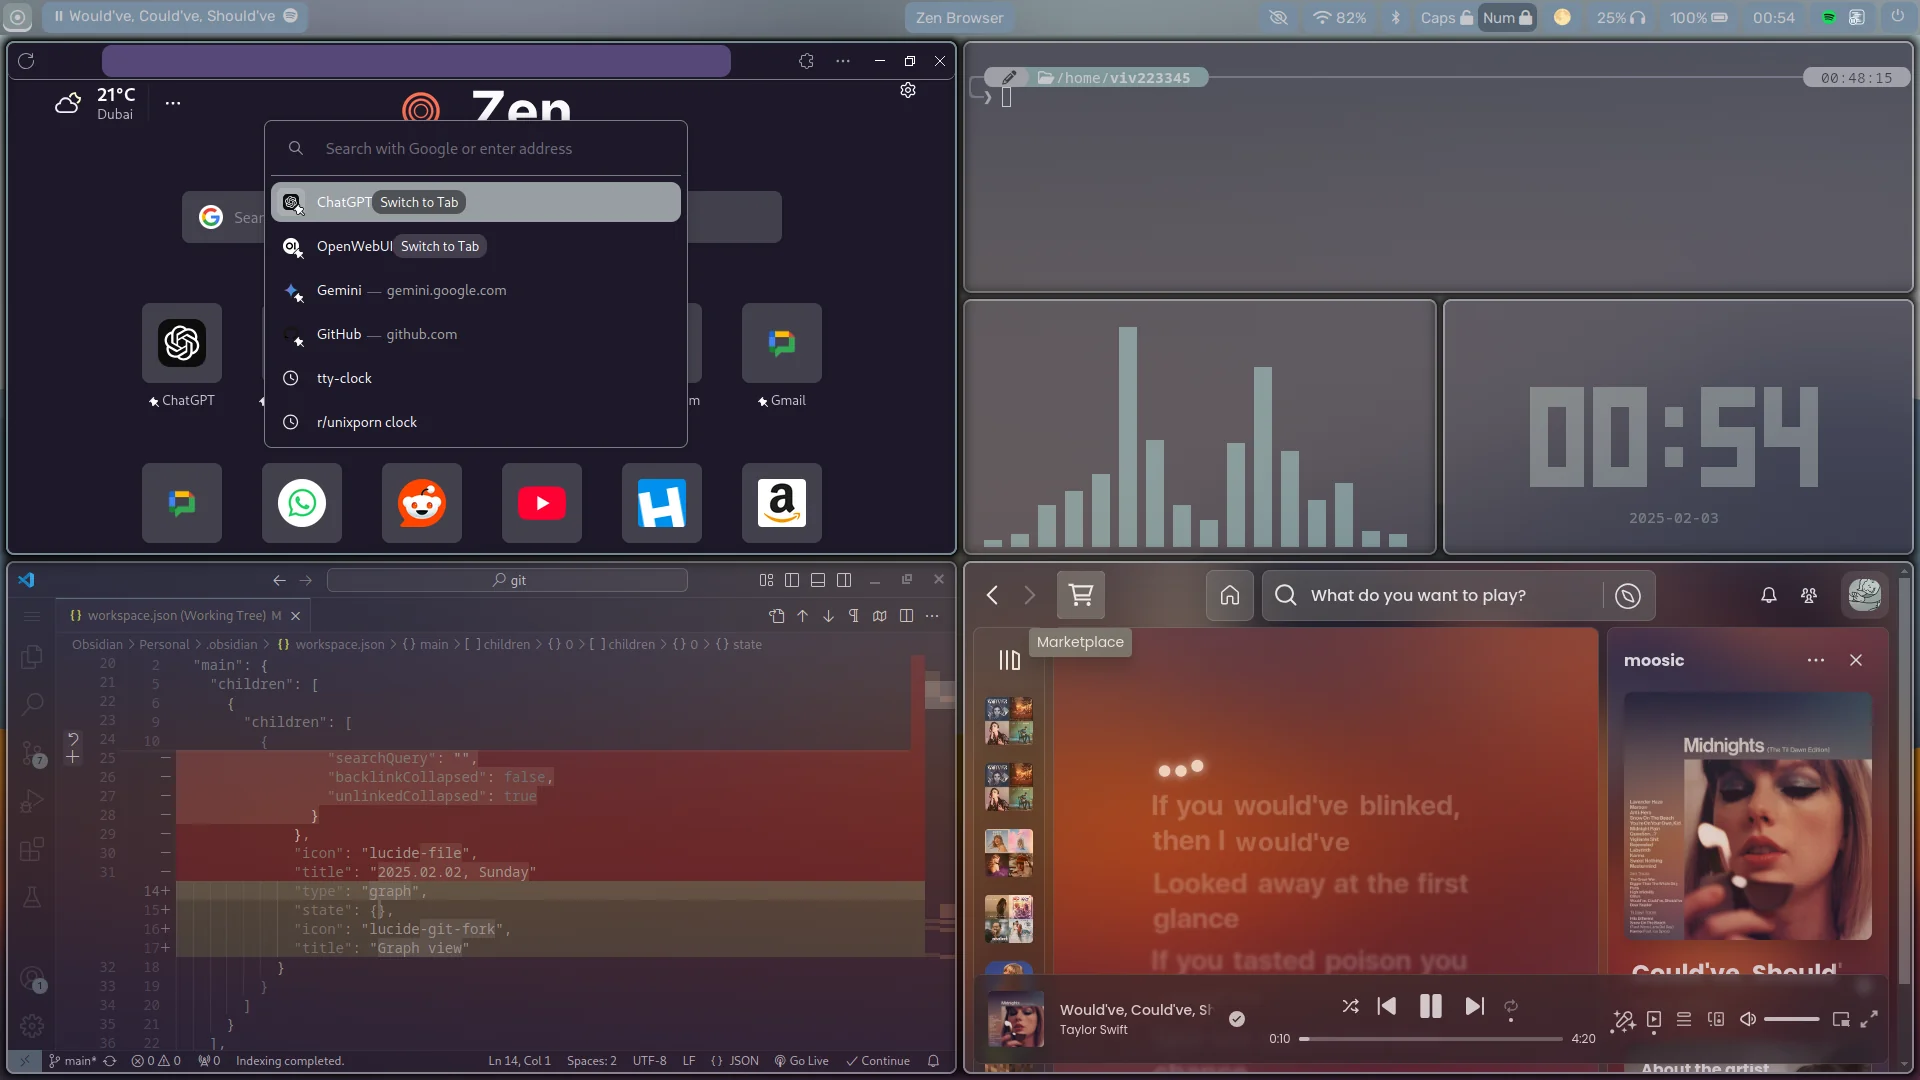 Would've, Could've, Should've
Zen Browser
82%
Caps
Num
25%
100%
00:54
21°C
Dubai
Zen
Search with Google or enter address
ChatGPT Switch to Tab
Sear
OpenWebUI Switch to Tab
Gemini — gemini.google.com
GitHub — github.com
tty-clock
r/unixporn clock
ChatGPT
m
Gmail
a
/home/viv223345
00:48:15
❯
00:54
2025-02-03
git
{} workspace.json (Working Tree) M
Obsidian > Personal > .obsidian > {} workspace.json > {} main > [ ] children > {} 0 > [ ] children > {} 0 > {} state
20 2 "main": {
21 5 "children": [
22 6 {
23 9 "children": [
24 10 {
25 − "searchQuery": "",
26 − "backlinkCollapsed": false,
27 − "unlinkedCollapsed": true
28 − }
29 − },
30 − "icon": "lucide-file",
31 − "title": "2025.02.02, Sunday"
14+ "type": "graph",
15+ "state": {},
16+ "icon": "lucide-git-fork",
17+ "title": "Graph view"
32 18 }
33 19 }
34 20 ]
35 21 }
36 22 ],
7
1
main*
0 0
0
Indexing completed.
Ln 14, Col 1
Spaces: 2
UTF-8
LF
{} JSON
Go Live
Continue
What do you want to play?
Marketplace
If you would've blinked,
then I would've
Looked away at the first
glance
If you tasted poison you
chance
moosic
Midnights (The Til Dawn Edition)
Could've, Should'
About the artist
Would've, Could've, Sh
Taylor Swift
0:10
4:20